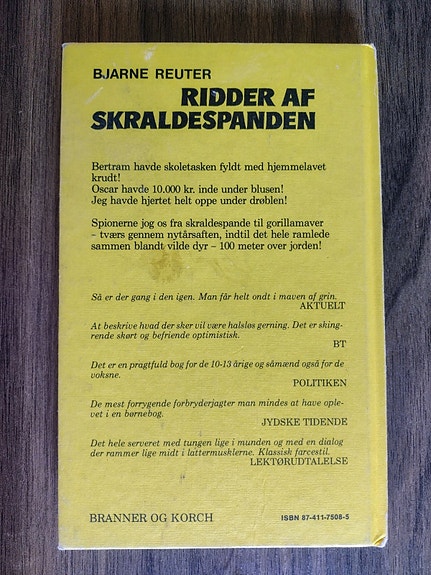 BJARNE REUTER
RIDDER AF
SKRALDESPANDEN
Bertram havde skoletasken fyldt med hjemmelavet
krudt!
Oscar havde 10.000 kr. inde under blusen!
Jeg havde hjertet helt oppe under drøblen!
Spionerne jog os fra skraldespande til gorillamaver
– tværs gennem nytårsaften, indtil det hele ramlede
sammen blandt vilde dyr – 100 meter over jorden!
Så er der gang i den igen. Man får helt ondt i maven af grin.
AKTUELT
At beskrive hvad der sker vil være halsløs gerning. Det er sking-
rende skørt og befriende optimistisk.
BT
Det er en pragtfuld bog for de 10-13 årige og såmænd også for de
voksne.
POLITIKEN
De mest forrygende forbryderjagter man mindes at have ople-
vet i en børnebog.
JYDSKE TIDENDE
Det hele serveret med tungen lige i munden og med en dialog
der rammer lige midt i lattermusklerne. Klassisk farcestil.
LEKTØRUDTALELSE
BRANNER OG KORCH
ISBN 87-411-7508-5